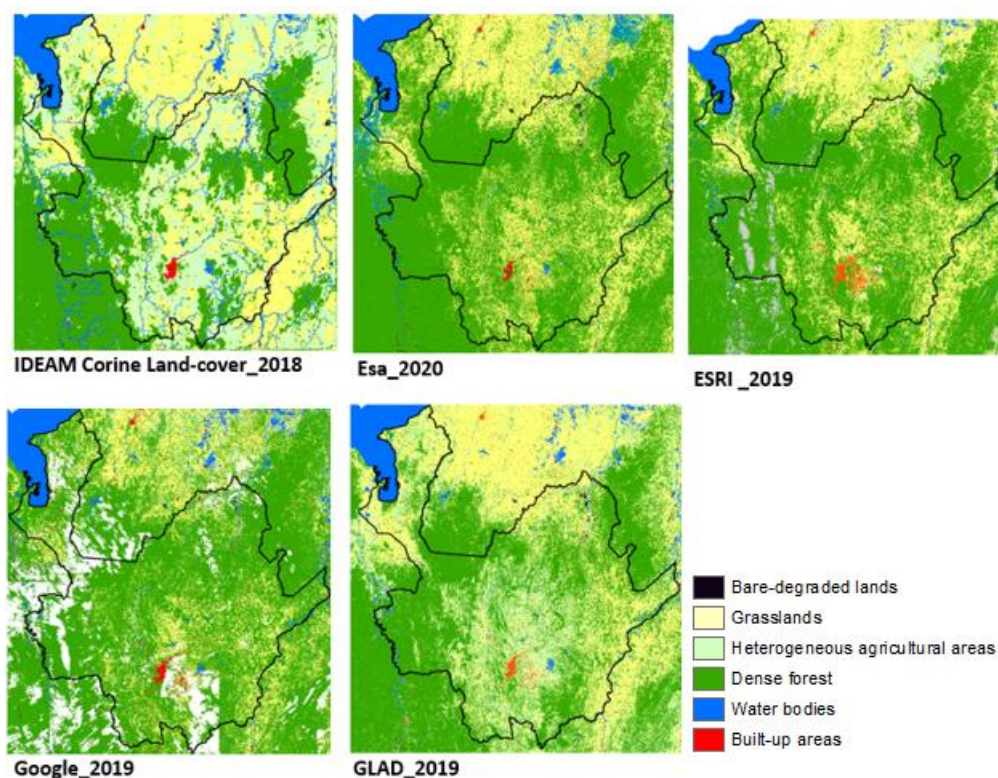 IDEAM Corine Land-cover_2018
Esa_2020
ESRI _2019
Google_2019
GLAD_2019
Bare-degraded lands
Grasslands
Heterogeneous agricultural areas
Dense forest
Water bodies
Built-up areas